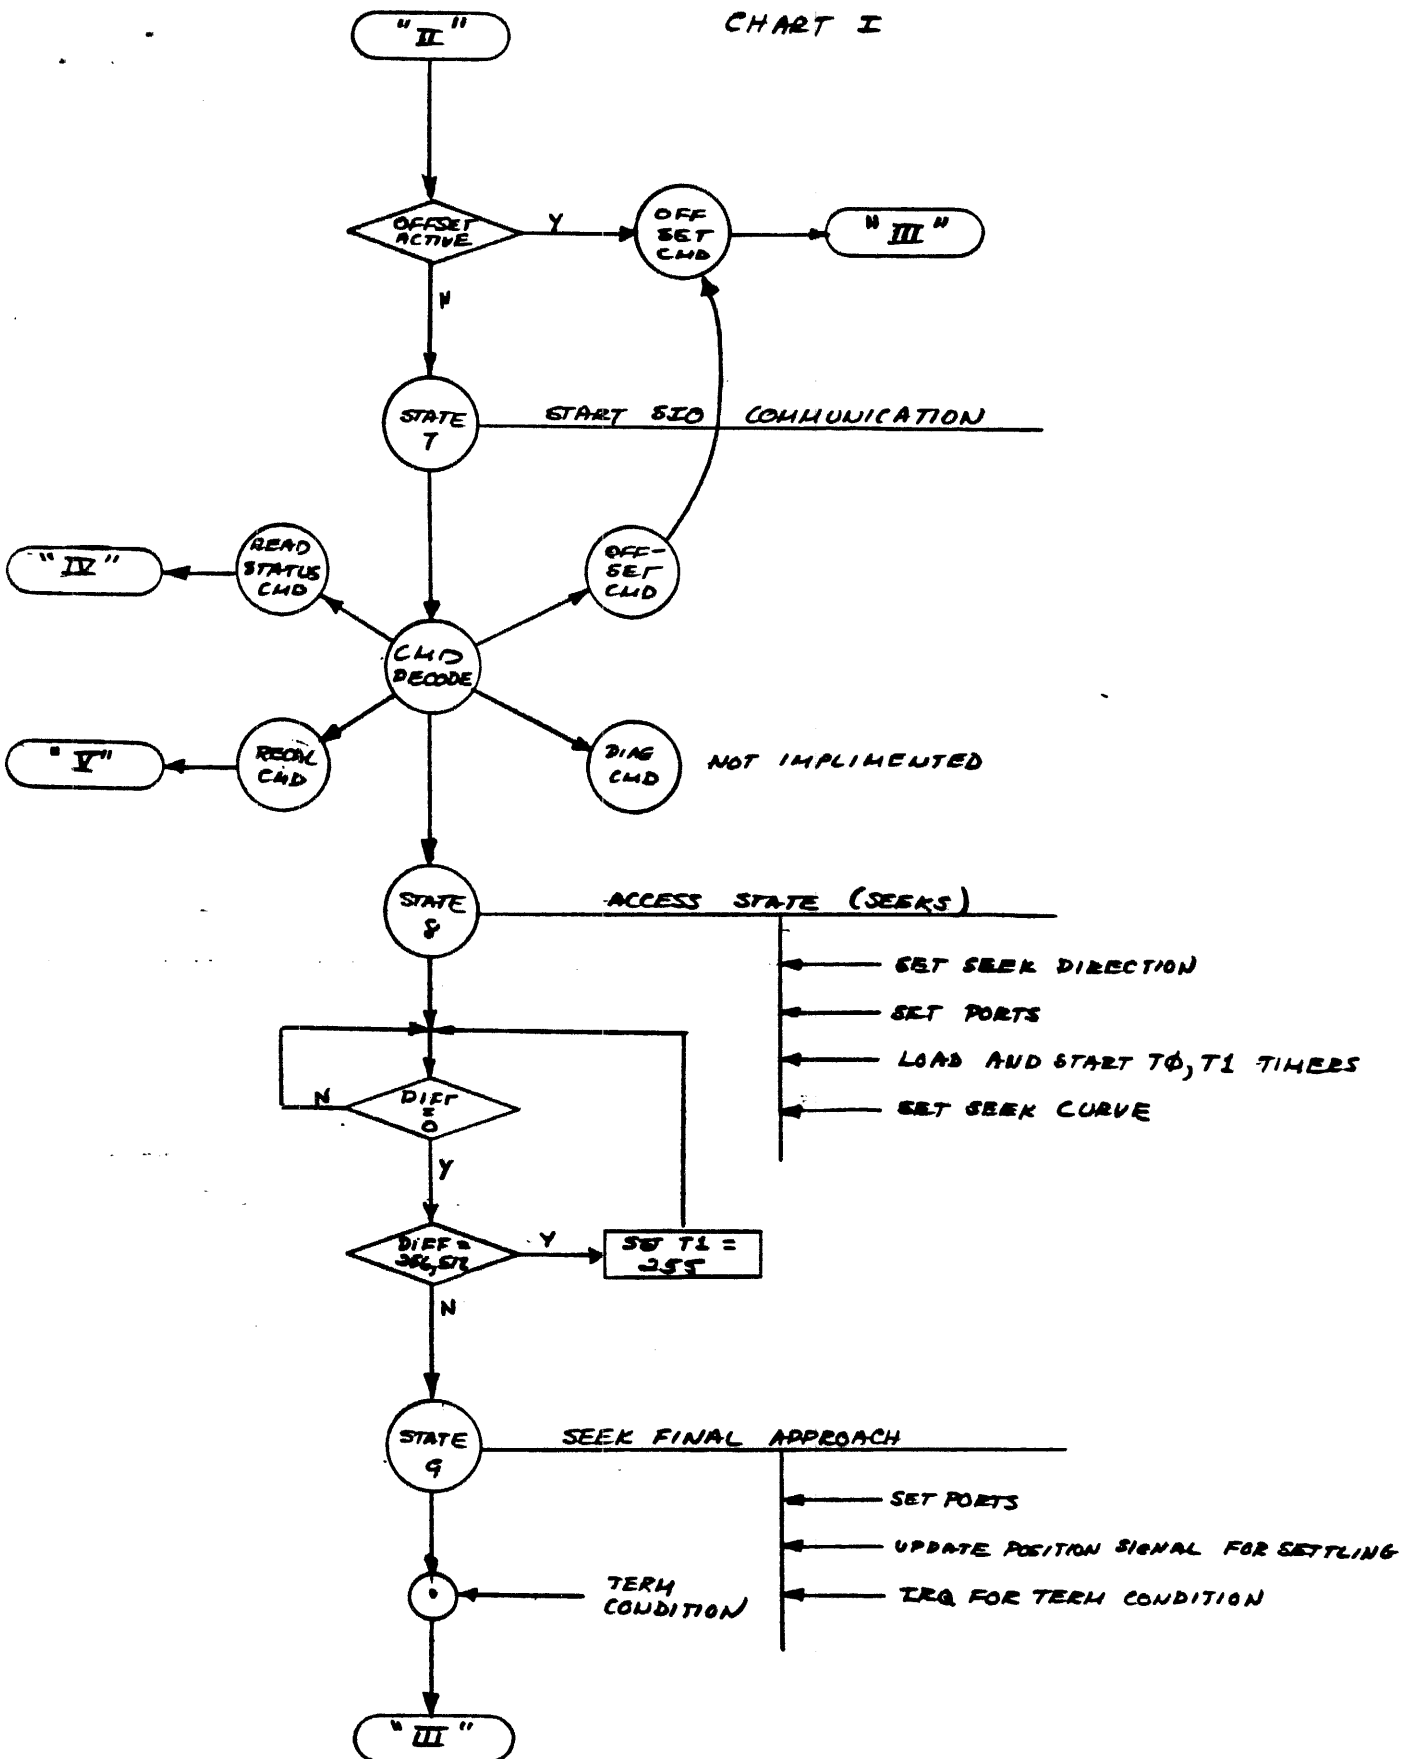 CHART I
"II"
OFFSET
ACTIVE
Y
OFF
SET
CMD
"III"
N
STATE
7
START SIO COMMUNICATION
READ
STATUS
CMD
"IV"
OFF-
SET
CMD
CMD
DECODE
RECAL
CMD
"V"
DIAG
CMD
NOT IMPLIMENTED
STATE
8
ACCESS STATE (SEEKS)
SET SEEK DIRECTION
SET PORTS
LOAD AND START TØ, T1 TIMERS
SET SEEK CURVE
N
DIFF
=
0
Y
DIFF =
256, 512
Y
SET T1 =
255
N
STATE
9
SEEK FINAL APPROACH
SET PORTS
UPDATE POSITION SIGNAL FOR SETTLING
IRQ FOR TERM CONDITION
TERM
CONDITION
"III"